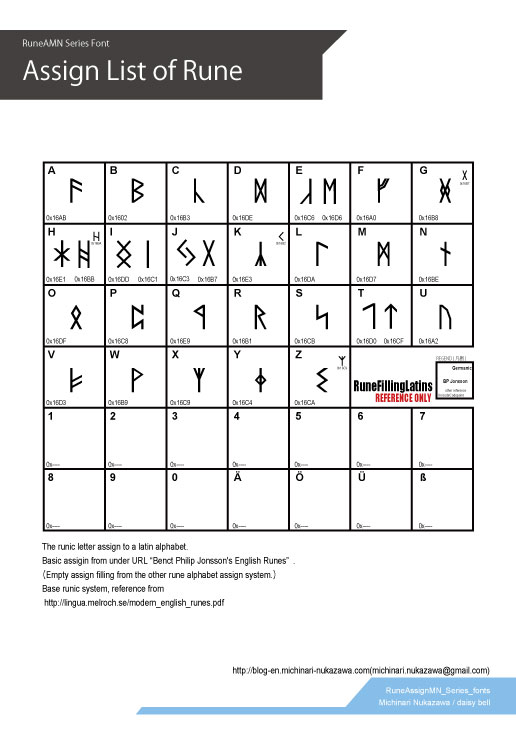 RuneAMN Series Font
Assign List of Rune
A B C D E F G
ᚫ ᛒ ᚳ ᛞ ᛆ ᛖ ᚠ ᚸ
0x16AB 0x1602 0x16B3 0x16DE 0x16C6 0x16D6 0x16A0 0x16B8
H I J K L M N
0x16E1 0x16BB 0x16DD 0x16C1 0x16C3 0x16B7 0x16E3 0x16DA 0x16D7 0x16BE
O P Q R S T U
0x16DF 0x16C8 0x16E9 0x16B1 0x16CB 0x16D0 0x16CF 0x16A2
V W X Y Z
RuneFillingLatins
REFERENCE ONLY
Germanic
BP Jonsson
0x16D3 0x16B9 0x16C9 0x16C4 0x16CA
1 2 3 4 5 6 7
0x---- 0x---- 0x---- 0x---- 0x---- 0x---- 0x----
8 9 0 Ä Ö Ü ß
0x---- 0x---- 0x---- 0x---- 0x---- 0x---- 0x----
The runic letter assign to a latin alphabet.
Basic assigin from under URL “Benct Philip Jonsson's English Runes” .
(Empty assign filling from the other rune alphabet assign system.)
Base runic system, reference from
http://lingua.melroch.se/modern_english_runes.pdf
http://blog-en.michinari-nukazawa.com(michinari.nukazawa@gmail.com)
RuneAssignMN_Series_fonts
Michinari Nukazawa / daisy bell